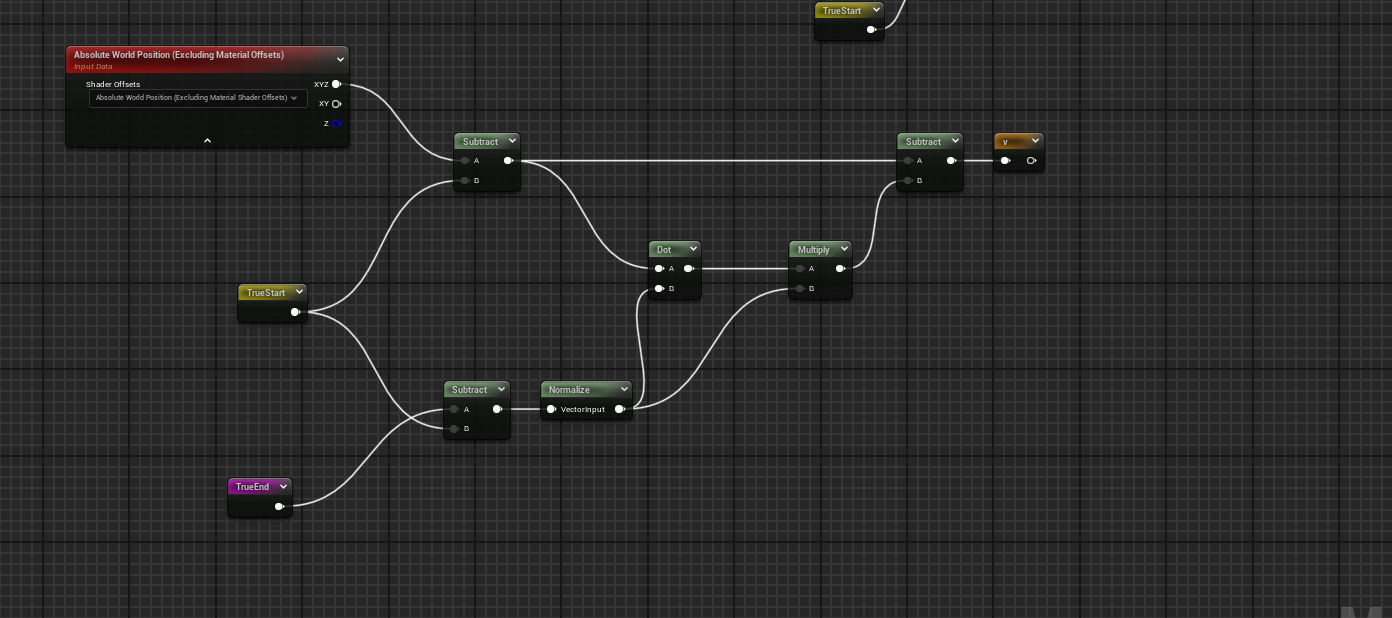 TrueStart
Absolute World Position (Excluding Material Offsets)
Input Data
Shader Offsets
XYZ
Absolute World Position (Excluding Material Shader Offsets)
XY
Z
Subtract
A
B
Subtract
A
B
v
Dot
A
B
Multiply
A
B
TrueStart
Subtract
A
B
Normalize
VectorInput
TrueEnd